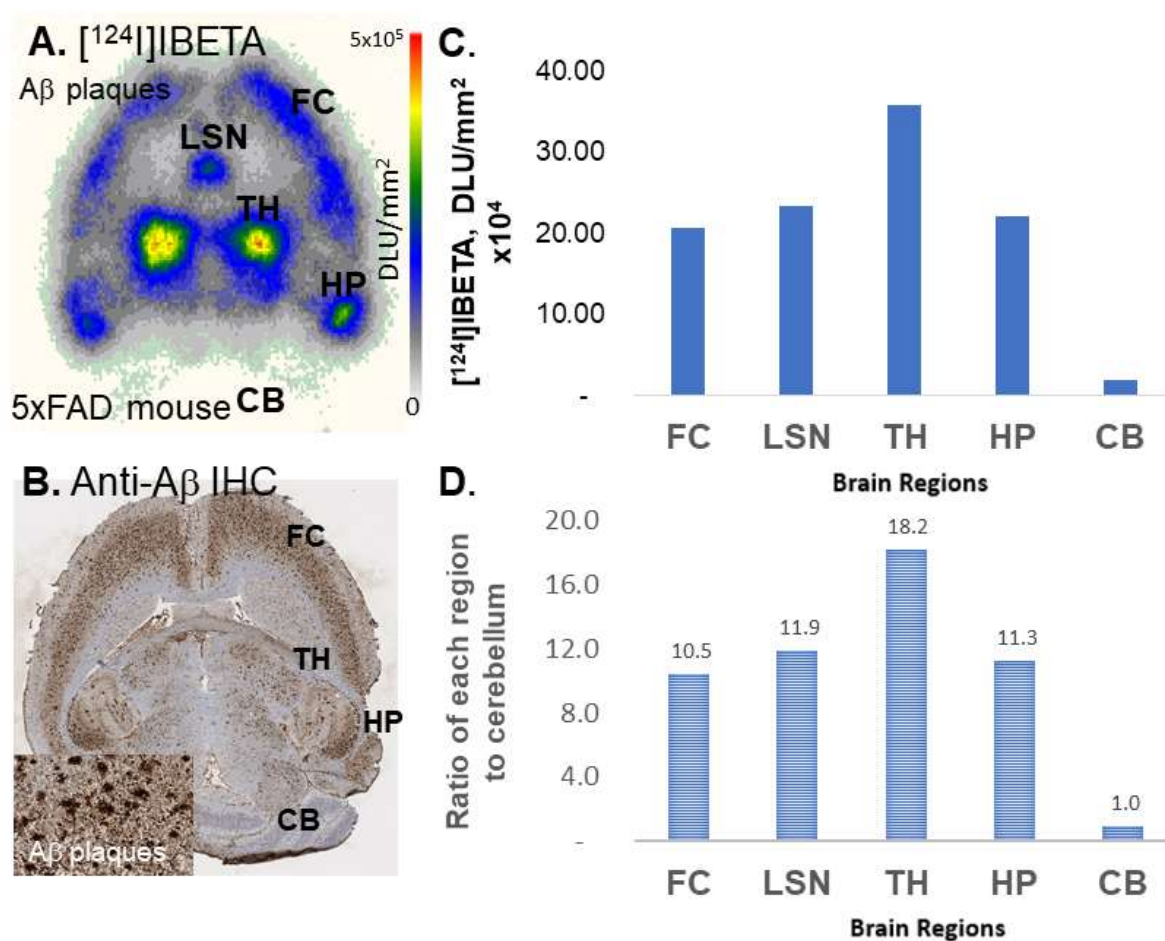 A. [¹²⁴I]IBETA
Aβ plaques
FC
LSN
TH
HP
CB
5xFAD mouse
5x10⁵
DLU/mm²
0
B. Anti-Aβ IHC
FC
TH
HP
CB
Aβ plaques
C.
[¹²⁴I]IBETA, DLU/mm²
x10⁴
40.00
30.00
20.00
10.00
-
FC LSN TH HP CB
Brain Regions
D.
Ratio of each region
to cerebellum
20.0
16.0
12.0
8.0
4.0
-
10.5
11.9
18.2
11.3
1.0
FC LSN TH HP CB
Brain Regions